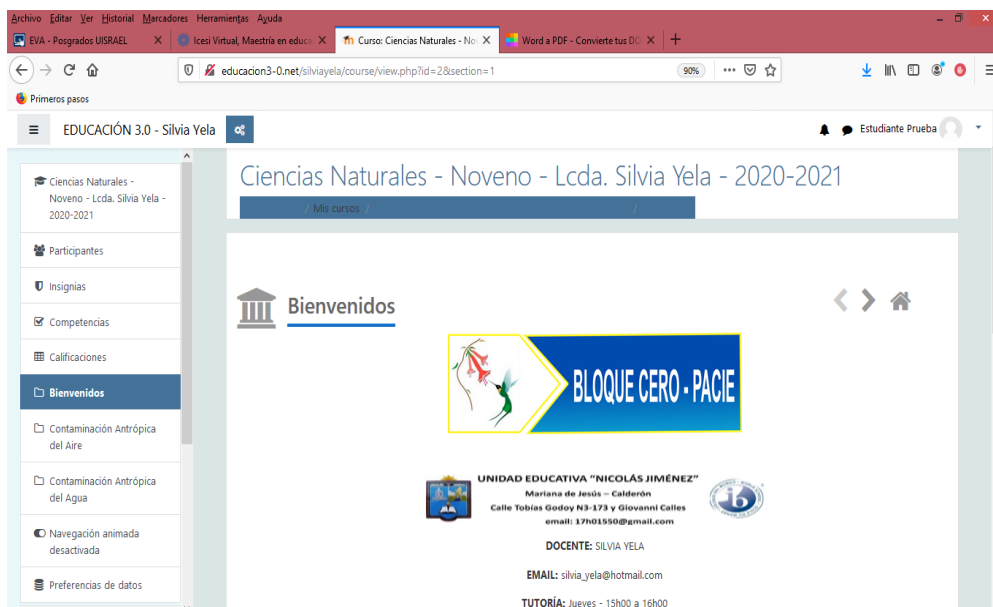 Archivo Editar Ver Historial Marcadores Herramientas Ayuda
EVA - Posgrados UISRAEL
Icesi Virtual, Maestría en educa
Curso: Ciencias Naturales - No
Word a PDF - Convierte tus DO
educacion3-0.net/silviayela/course/view.php?id=2&section=1
90%
Primeros pasos
EDUCACIÓN 3.0 - Silvia Yela
Estudiante Prueba
Ciencias Naturales -
Noveno - Lcda. Silvia Yela -
2020-2021
Participantes
Insignias
Competencias
Calificaciones
Bienvenidos
Contaminación Antrópica
del Aire
Contaminación Antrópica
del Agua
Navegación animada
desactivada
Preferencias de datos
Ciencias Naturales - Noveno - Lcda. Silvia Yela - 2020-2021
/ Mis cursos / /
Bienvenidos
BLOQUE CERO - PACIE
UNIDAD EDUCATIVA "NICOLÁS JIMÉNEZ"
Mariana de Jesús – Calderón
Calle Tobías Godoy N3-173 y Giovanni Calles
email: 17h01550@gmail.com
ib
DOCENTE: SILVIA YELA
EMAIL: silvia_yela@hotmail.com
TUTORÍA: Jueves - 15h00 a 16h00